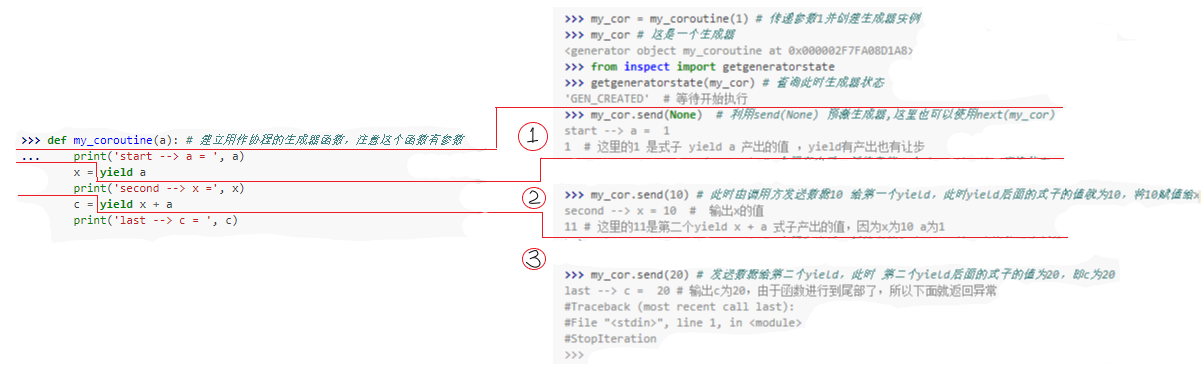 >>> def my_coroutine(a): # 建立用作协程的生成器函数，注意这个函数有参数
... print('start --> a = ', a)
x = yield a
print('second --> x =', x)
c = yield x + a
print('last --> c = ', c)
>>> my_cor = my_coroutine(1) # 传递参数1并创建生成器实例
>>> my_cor # 这是一个生成器
<generator object my_coroutine at 0x000002F7FA08D1A8>
>>> from inspect import getgeneratorstate
>>> getgeneratorstate(my_cor) # 查询此时生成器状态
'GEN_CREATED' # 等待开始执行
①
>>> my_cor.send(None) # 利用send(None) 预激生成器,这里也可以使用next(my_cor)
start --> a = 1
1 # 这里的1 是式子 yield a 产出的值 ，yield有产出也有让步
②
>>> my_cor.send(10) # 此时由调用方发送数据10 给第一个yield，此时yield后面的式子的值就为10，将10赋值给x
second --> x = 10 # 输出x的值
11 # 这里的11是第二个yield x + a 式子产出的值，因为x为10 a为1
③
>>> my_cor.send(20) # 发送数据给第二个yield，此时 第二个yield后面的式子的值为20，即c为20
last --> c = 20 # 输出c为20，由于函数进行到尾部了，所以下面就返回异常
#Traceback (most recent call last):
#File "<stdin>", line 1, in <module>
#StopIteration
>>>